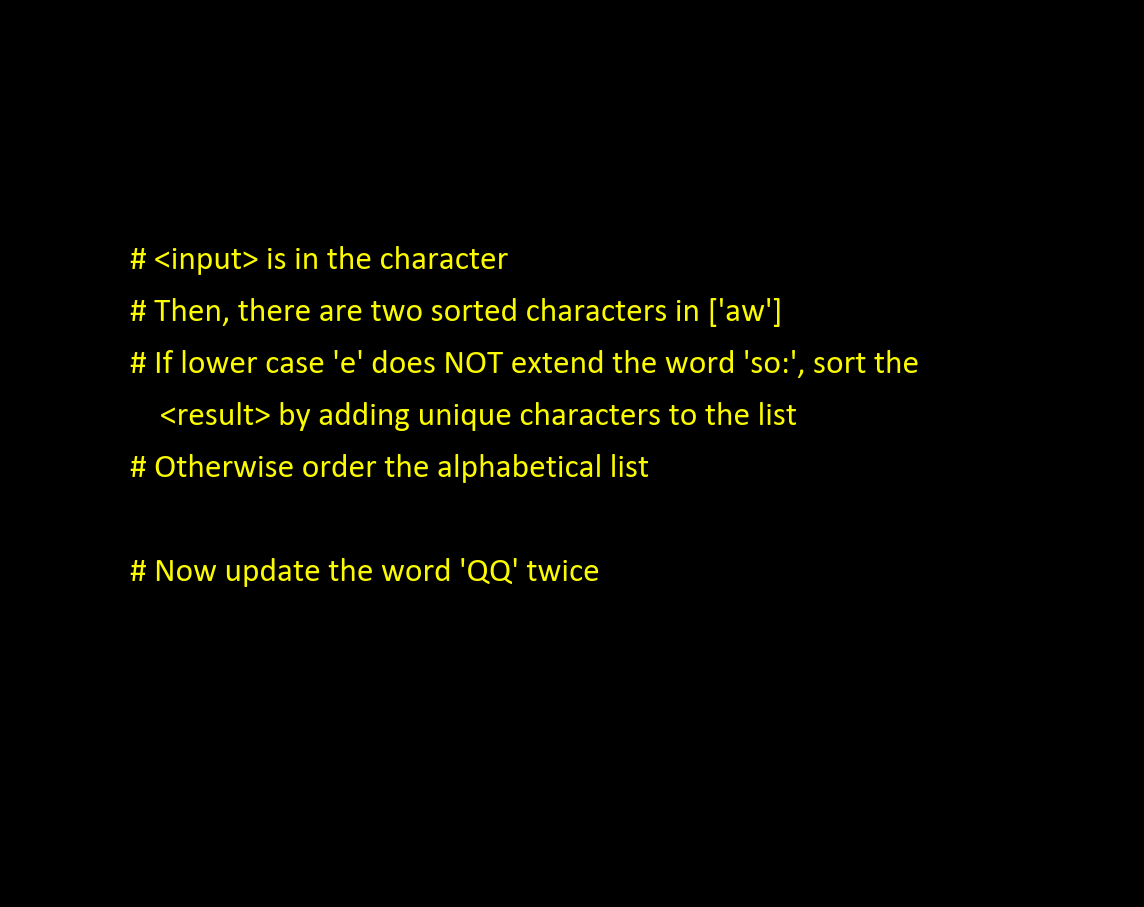 # <input> is in the character
# Then, there are two sorted characters in ['aw']
# If lower case 'e' does NOT extend the word 'so:', sort the
<result> by adding unique characters to the list
# Otherwise order the alphabetical list
# Now update the word 'QQ' twice